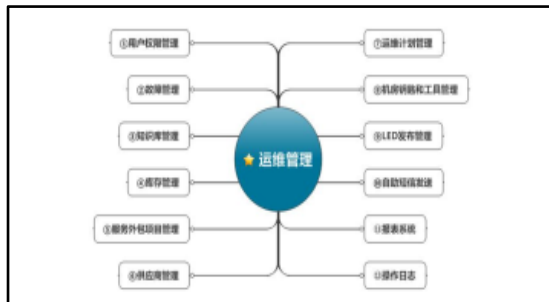 ①用户权限管理
②故障管理
③知识库管理
④库存管理
⑤服务外包项目管理
⑥供应商管理
运维管理
⑦运维计划管理
⑧机房钥匙和工具管理
⑨LED发布管理
⑩自助短信发送
⑪报表系统
⑫操作日志